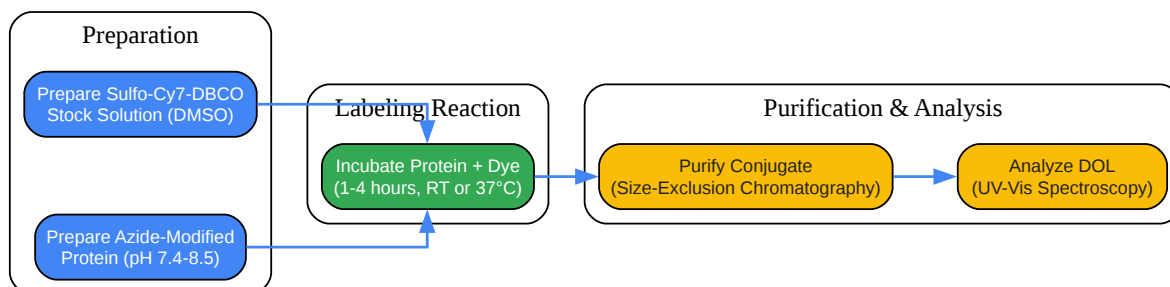 Preparation
Prepare Sulfo-Cy7-DBCO
Stock Solution (DMSO)
Prepare Azide-Modified
Protein (pH 7.4-8.5)
Labeling Reaction
Incubate Protein + Dye
(1-4 hours, RT or 37°C)
Purification & Analysis
Purify Conjugate
(Size-Exclusion Chromatography)
Analyze DOL
(UV-Vis Spectroscopy)